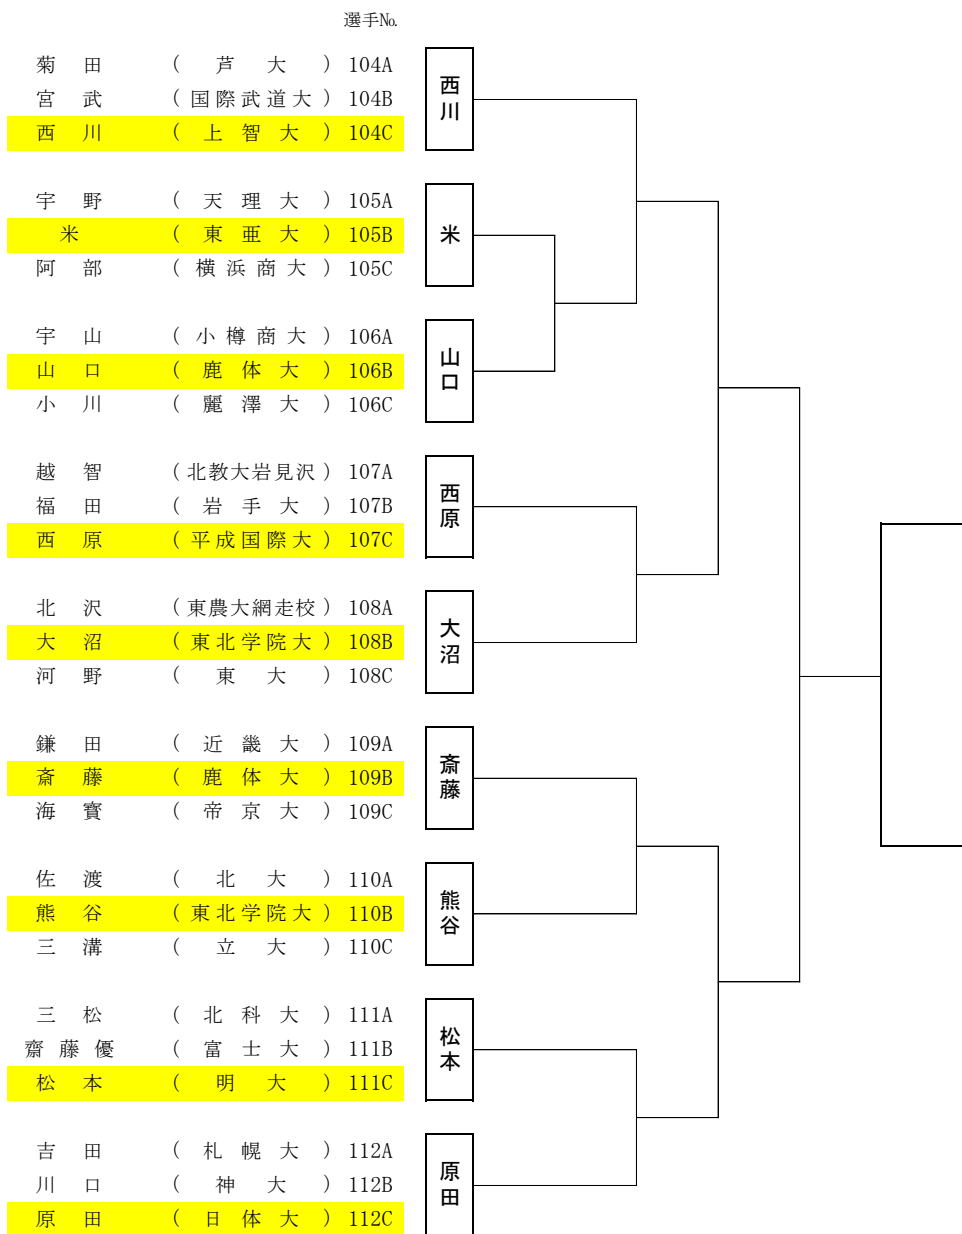 選手№
菊田 (芦大) 104A
宮武 (国際武道大) 104B
西川 (上智大) 104C
西川
宇野 (天理大) 105A
米 (東亜大) 105B
阿部 (横浜商大) 105C
米
宇山 (小樽商大) 106A
山口 (鹿体大) 106B
小川 (麗澤大) 106C
山口
越智 (北教大岩見沢) 107A
福田 (岩手大) 107B
西原 (平成国際大) 107C
西原
北沢 (東農大網走校) 108A
大沼 (東北学院大) 108B
河野 (東大) 108C
大沼
鎌田 (近畿大) 109A
斎藤 (鹿体大) 109B
海寳 (帝京大) 109C
斎藤
佐渡 (北大) 110A
熊谷 (東北学院大) 110B
三溝 (立大) 110C
熊谷
三松 (北科大) 111A
齋藤優 (富士大) 111B
松本 (明大) 111C
松本
吉田 (札幌大) 112A
川口 (神大) 112B
原田 (日体大) 112C
原田